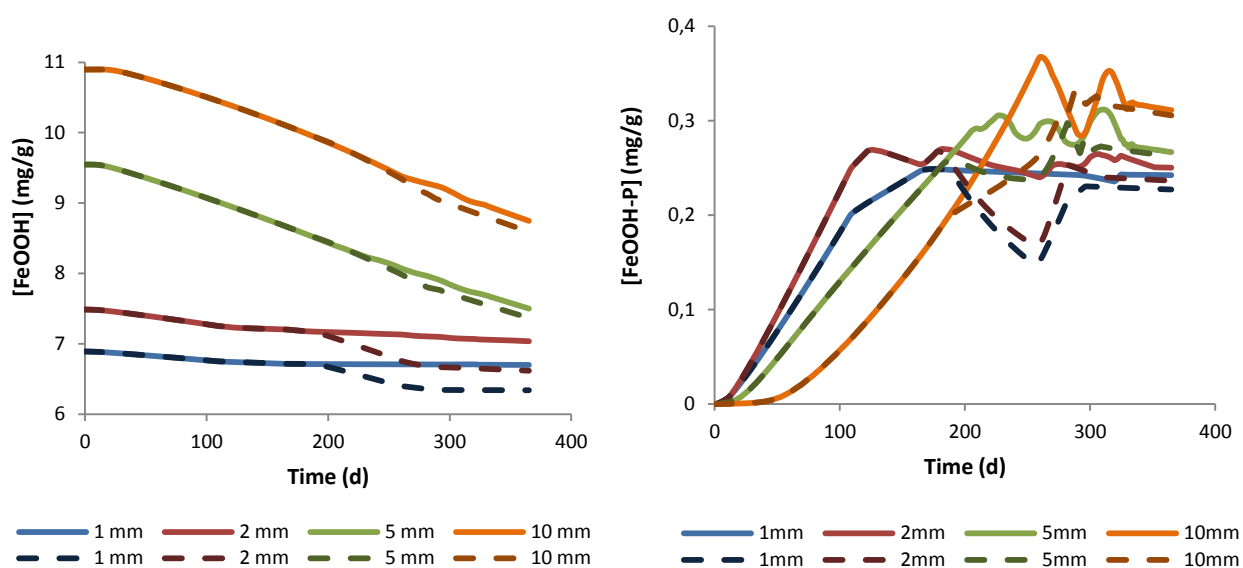 [FeOOH] (mg/g)
11
10
9
8
7
6
0 100 200 300 400
Time (d)
1 mm 2 mm 5 mm 10 mm
1 mm 2 mm 5 mm 10 mm
[FeOOH-P] (mg/g)
0,4
0,3
0,2
0,1
0
0 100 200 300 400
Time (d)
1mm 2mm 5mm 10mm
1mm 2mm 5mm 10mm